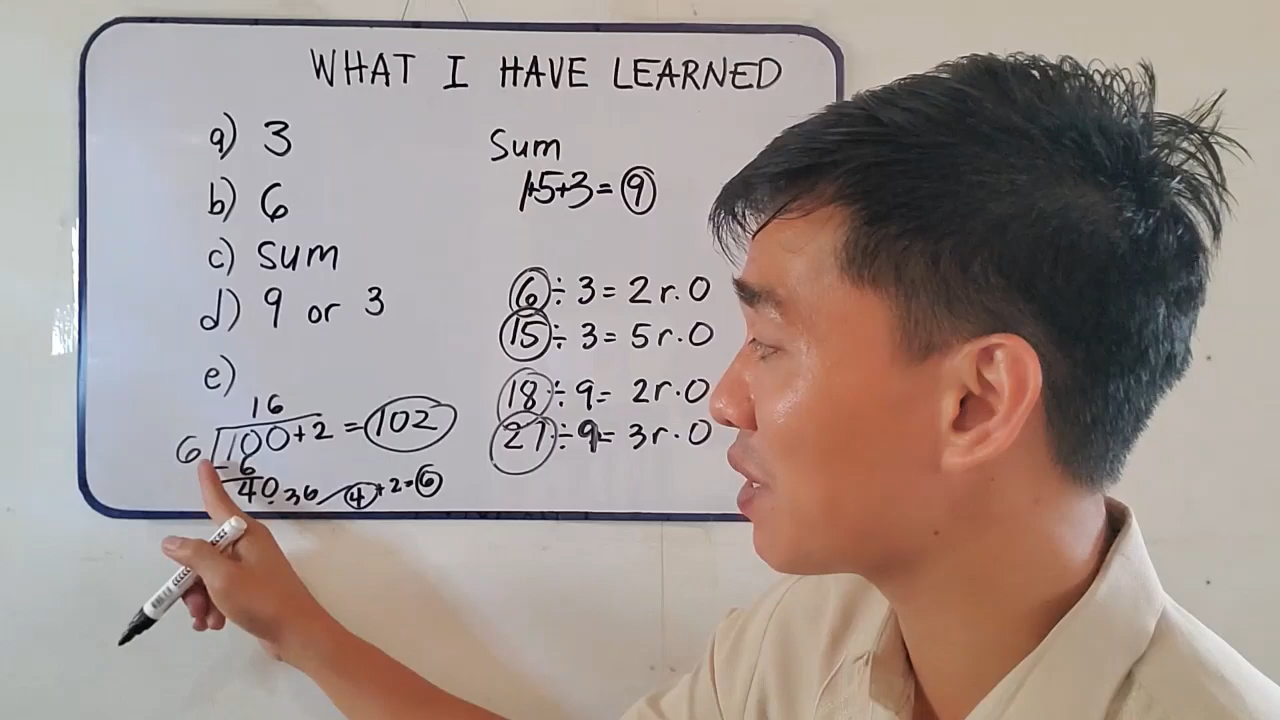 WHAT I HAVE LEARNED
a) 3
b) 6
c) sum
d) 9 or 3
e)
16
6 100 + 2 = 102
- 6
40 36 4 + 2 = 6
Sum
1+5+3 = 9
6 ÷ 3 = 2 r. 0
15 ÷ 3 = 5 r. 0
18 ÷ 9 = 2 r. 0
27 ÷ 9 = 3 r. 0